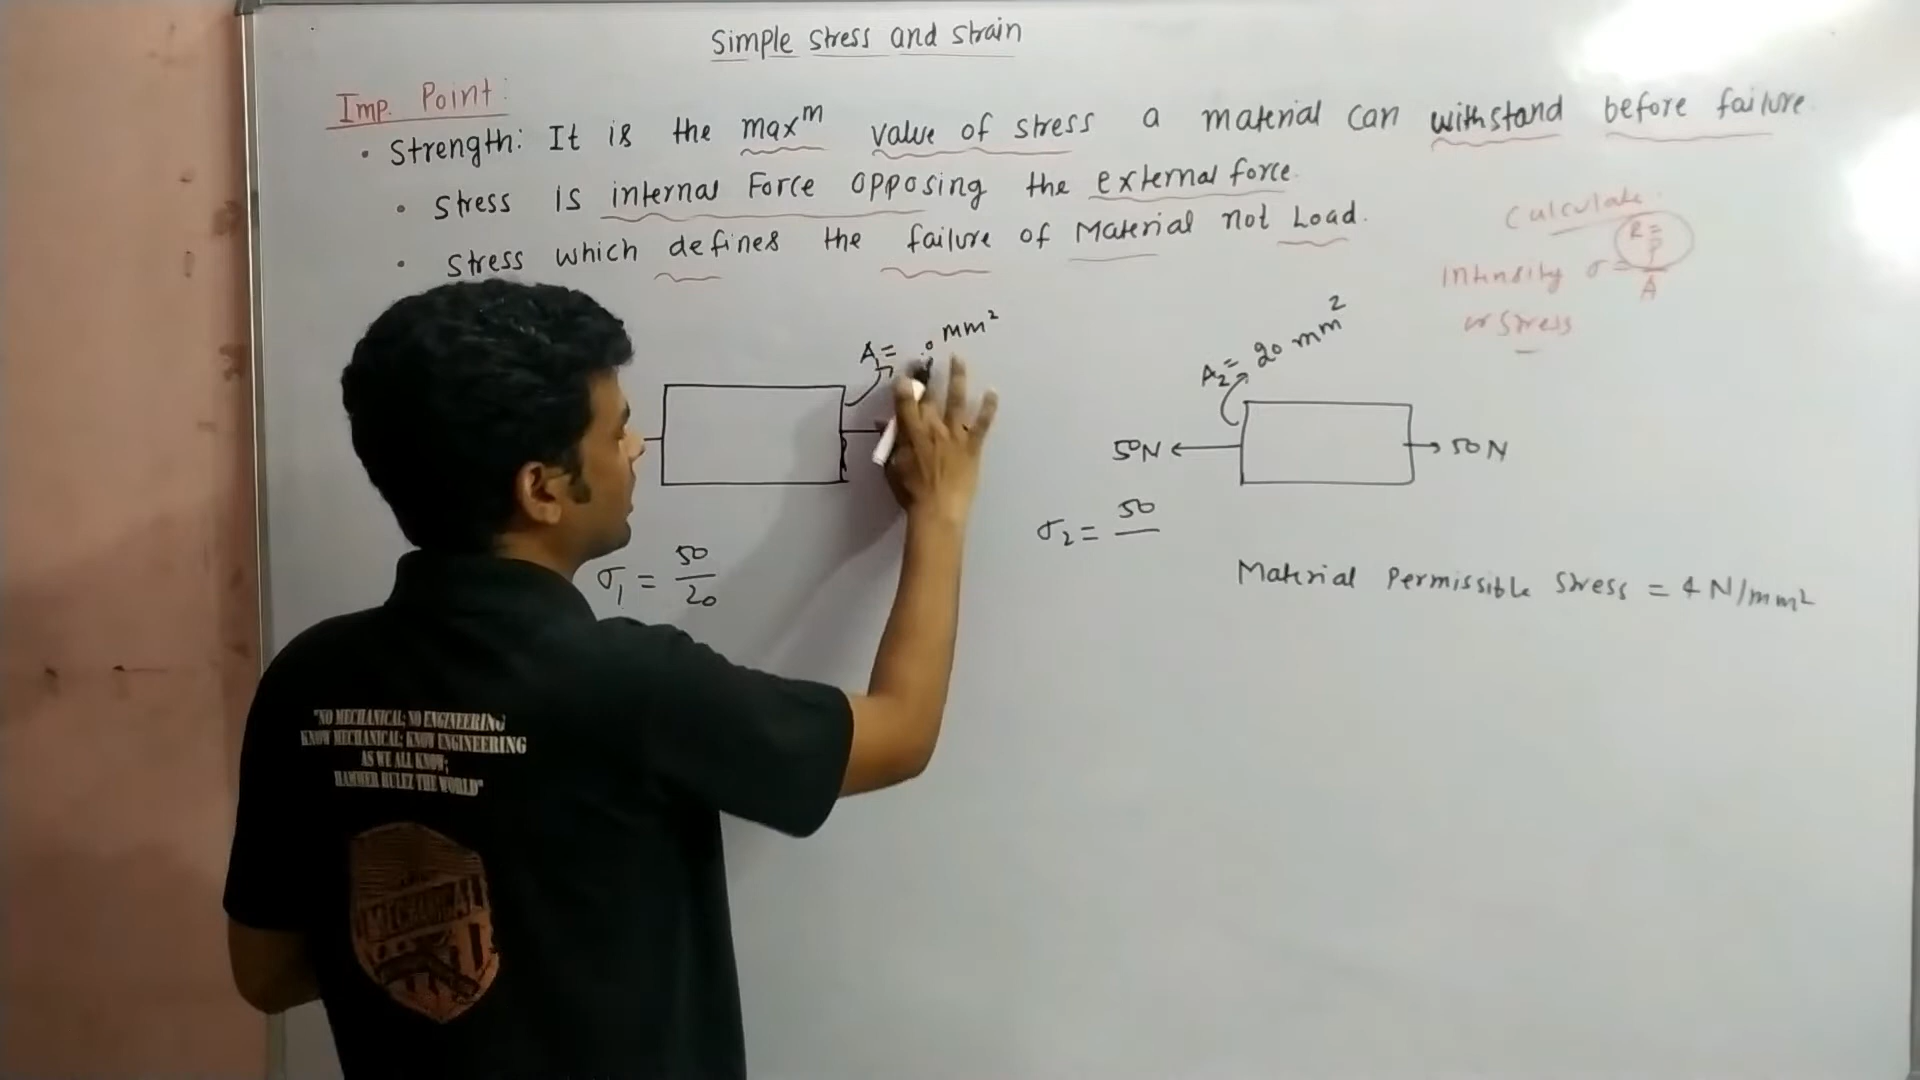 Simple stress and strain
Imp. Point:
• Strength: It is the maxᵐ value of stress a material can withstand before failure.
• Stress is internal Force opposing the external force.
• Stress which defines the failure of Material not Load.
Calculate
R=
P
Intensity σ = A
or Stress
A₁= mm²
A₂= 20 mm²
50N
50N
σ₁ = 50
20
σ₂ = 50
Material Permissible Stress = 4 N/mm²
"NO MECHANICAL; NO ENGINEERING
KNOW MECHANICAL; KNOW ENGINEERING
AS WE ALL KNOW;
HAMMER RULEZ THE WORLD"
MECHANICAL